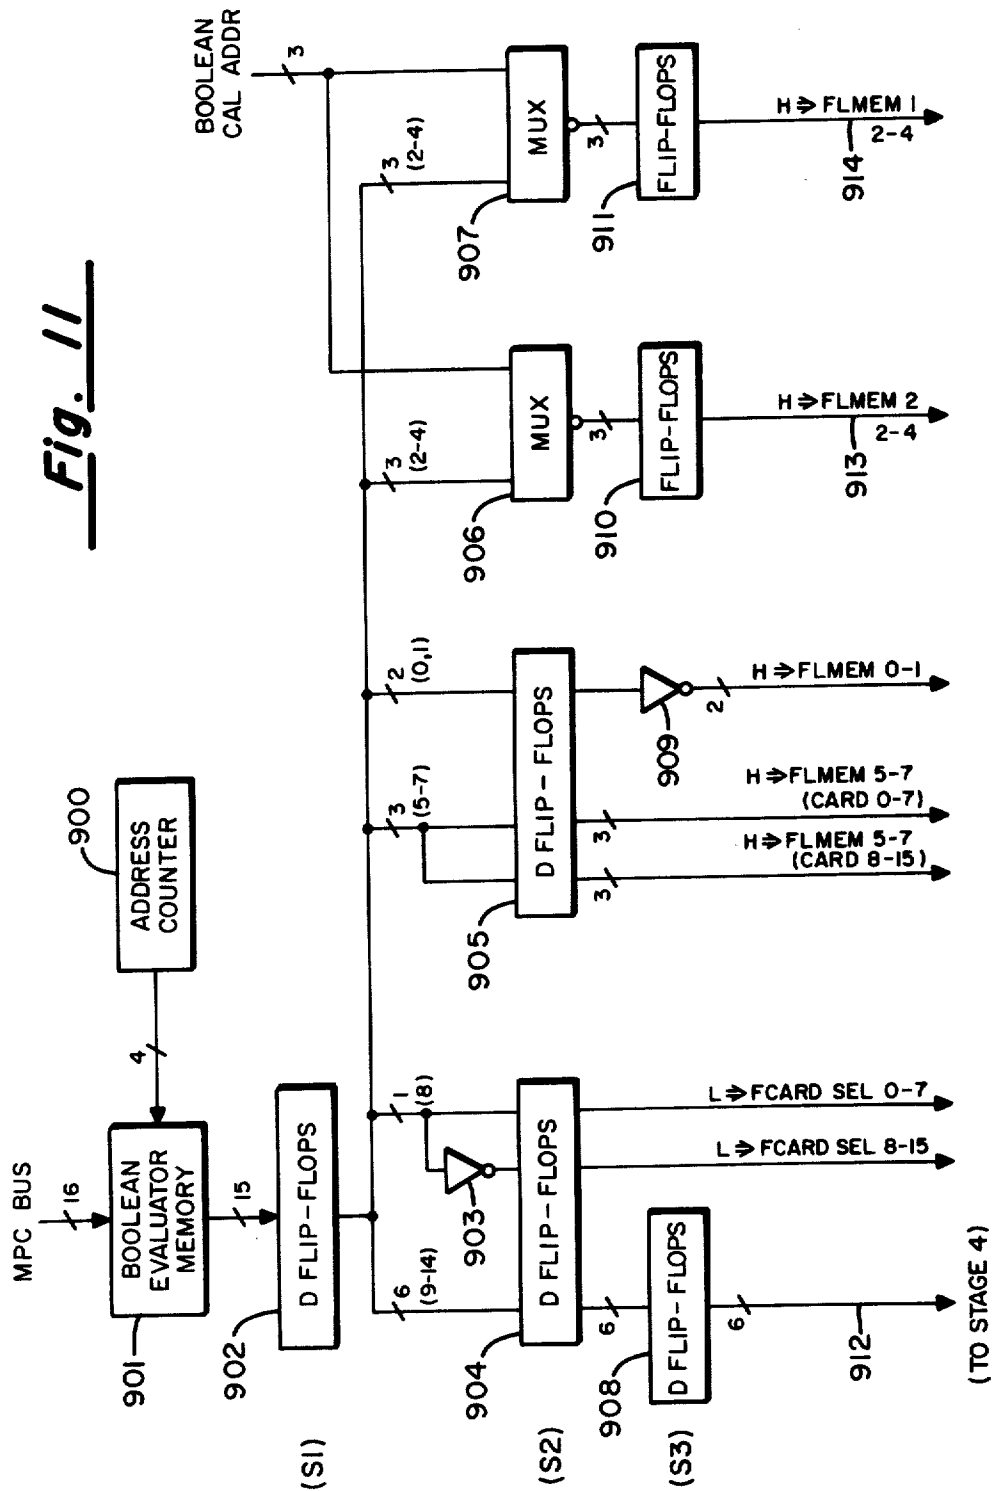 Fig. 11
MPC BUS
16
BOOLEAN
EVALUATOR
MEMORY
901
4
ADDRESS
COUNTER
900
15
D FLIP-FLOPS
902
(S1)
BOOLEAN
CAL ADDR
3
6
(9-14)
1
(8)
903
3
(5-7)
2
(0,1)
3
(2-4)
3
(2-4)
D FLIP-FLOPS
904
(S2)
D FLIP-FLOPS
905
MUX
906
MUX
907
6
D FLIP-FLOPS
908
(S3)
3
3
909
2
3
FLIP-FLOPS
910
3
FLIP-FLOPS
911
6
912
(TO STAGE 4)
L ⇒ FCARD SEL 8-15
L ⇒ FCARD SEL 0-7
H ⇒ FLMEM 5-7
(CARD 8-15)
H ⇒ FLMEM 5-7
(CARD 0-7)
H ⇒ FLMEM 0-1
H ⇒ FLMEM 2
2-4
913
H ⇒ FLMEM 1
2-4
914